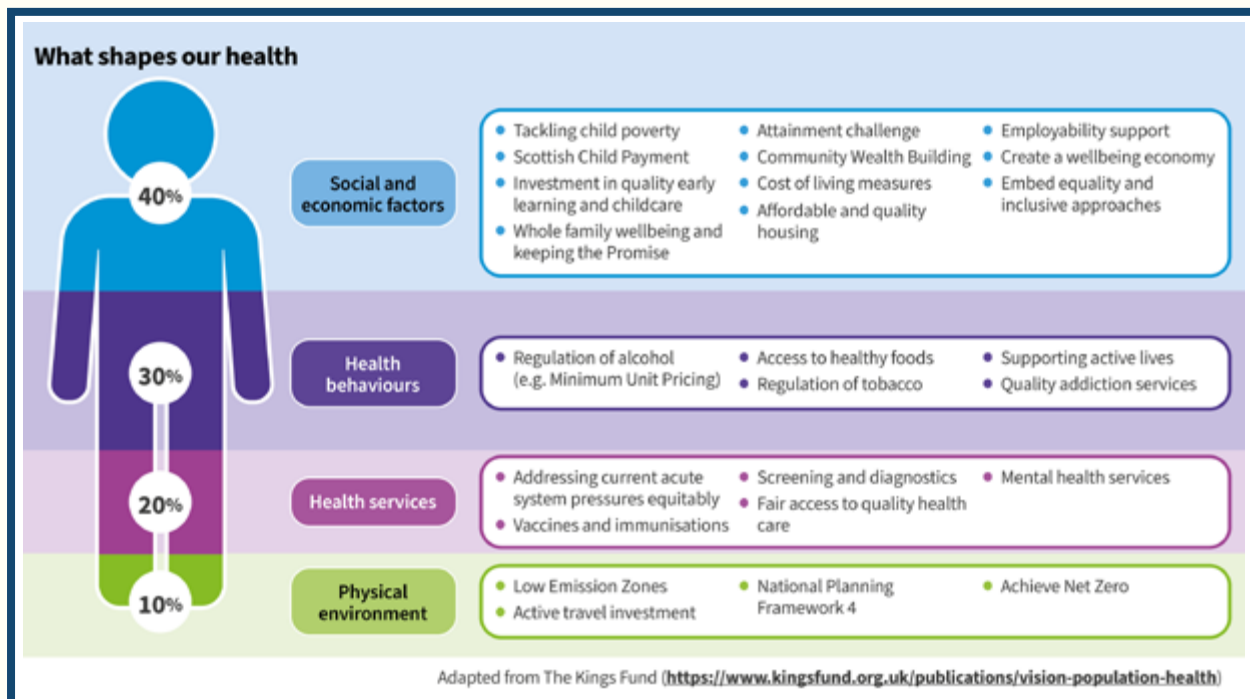 What shapes our health
40%
Social and
economic factors
Tackling child poverty
Scottish Child Payment
Investment in quality early
learning and childcare
Whole family wellbeing and
keeping the Promise
Attainment challenge
Community Wealth Building
Cost of living measures
Affordable and quality
housing
Employability support
Create a wellbeing economy
Embed equality and
inclusive approaches
30%
Health
behaviours
Regulation of alcohol
(e.g. Minimum Unit Pricing)
Access to healthy foods
Regulation of tobacco
Supporting active lives
Quality addiction services
20%
Health services
Addressing current acute
system pressures equitably
Vaccines and immunisations
Screening and diagnostics
Fair access to quality health
care
Mental health services
10%
Physical
environment
Low Emission Zones
Active travel investment
National Planning
Framework 4
Achieve Net Zero
Adapted from The Kings Fund (https://www.kingsfund.org.uk/publications/vision-population-health)